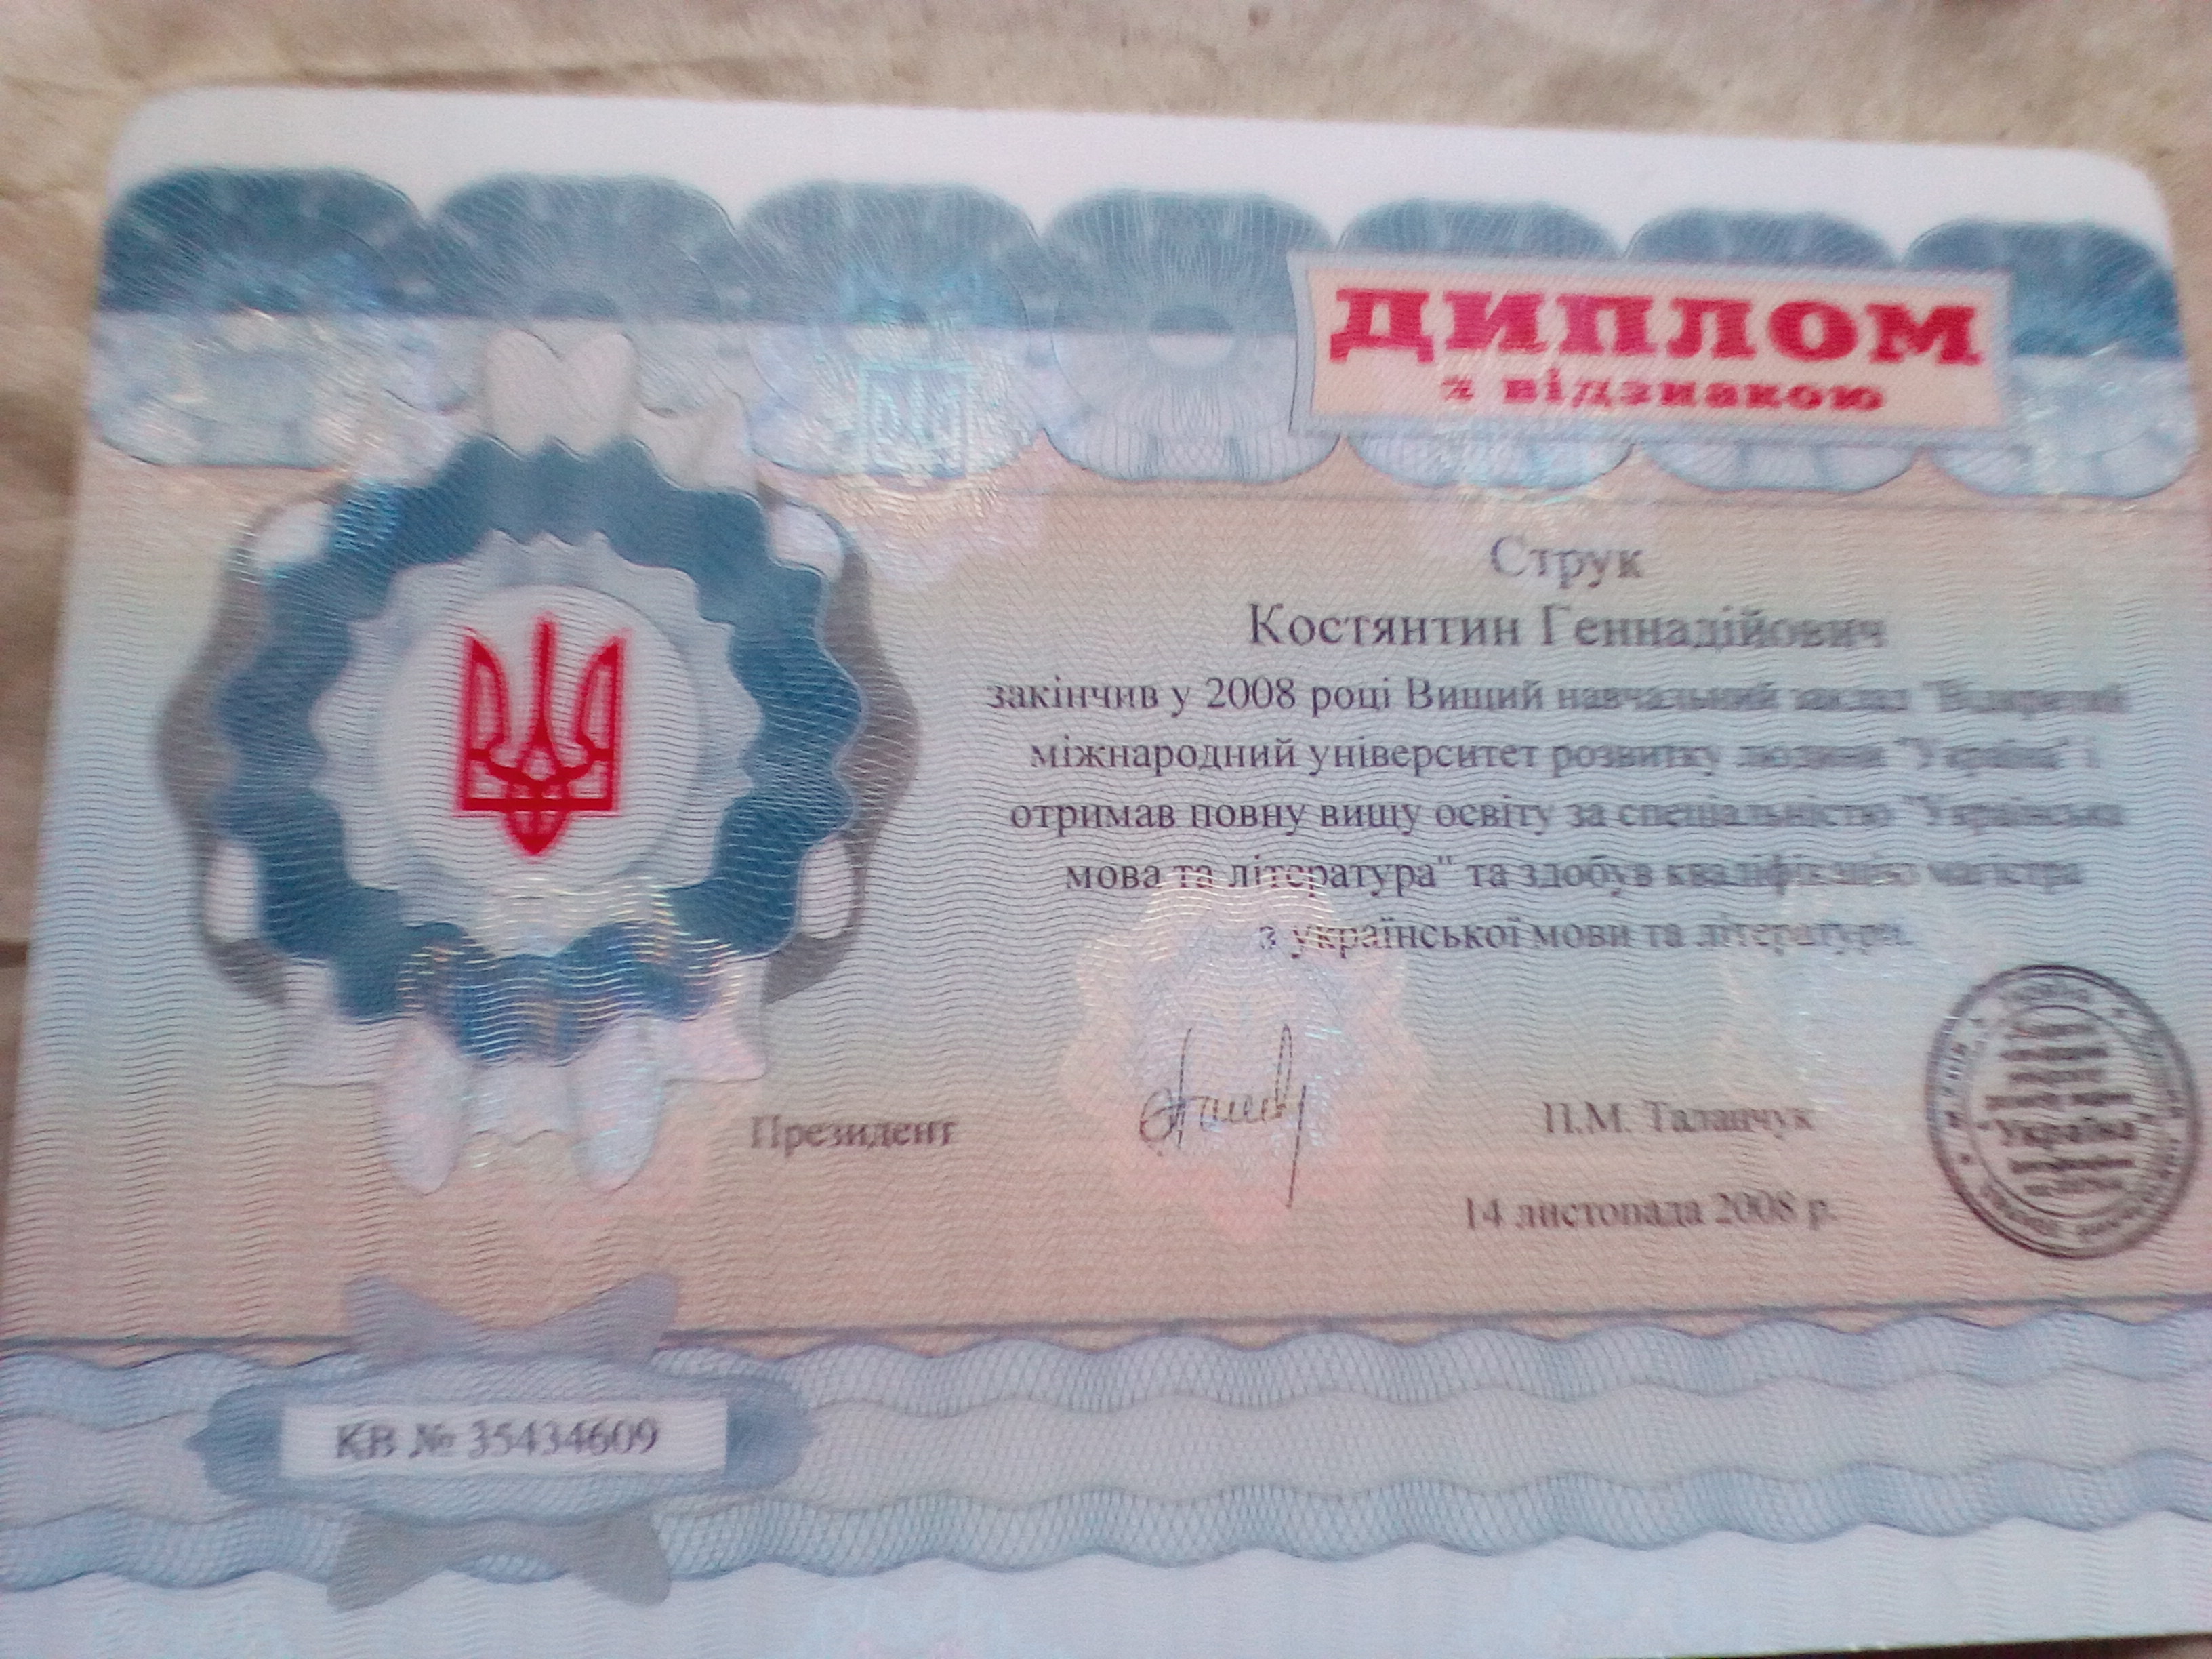 ДИПЛОМ
з відзнакою
Струк
Костянтин Геннадійович
закінчив у 2008 році Вищий навчальний заклад "Відкритий
міжнародний університет розвитку людини "Україна" і
отримав повну вищу освіту за спеціальністю "Українська
мова та література" та здобув кваліфікацію магістра
з української мови та літератури.
Президент
П.М. Таланчук
14 листопада 2008 р.
"Україна"
КВ № 35434609